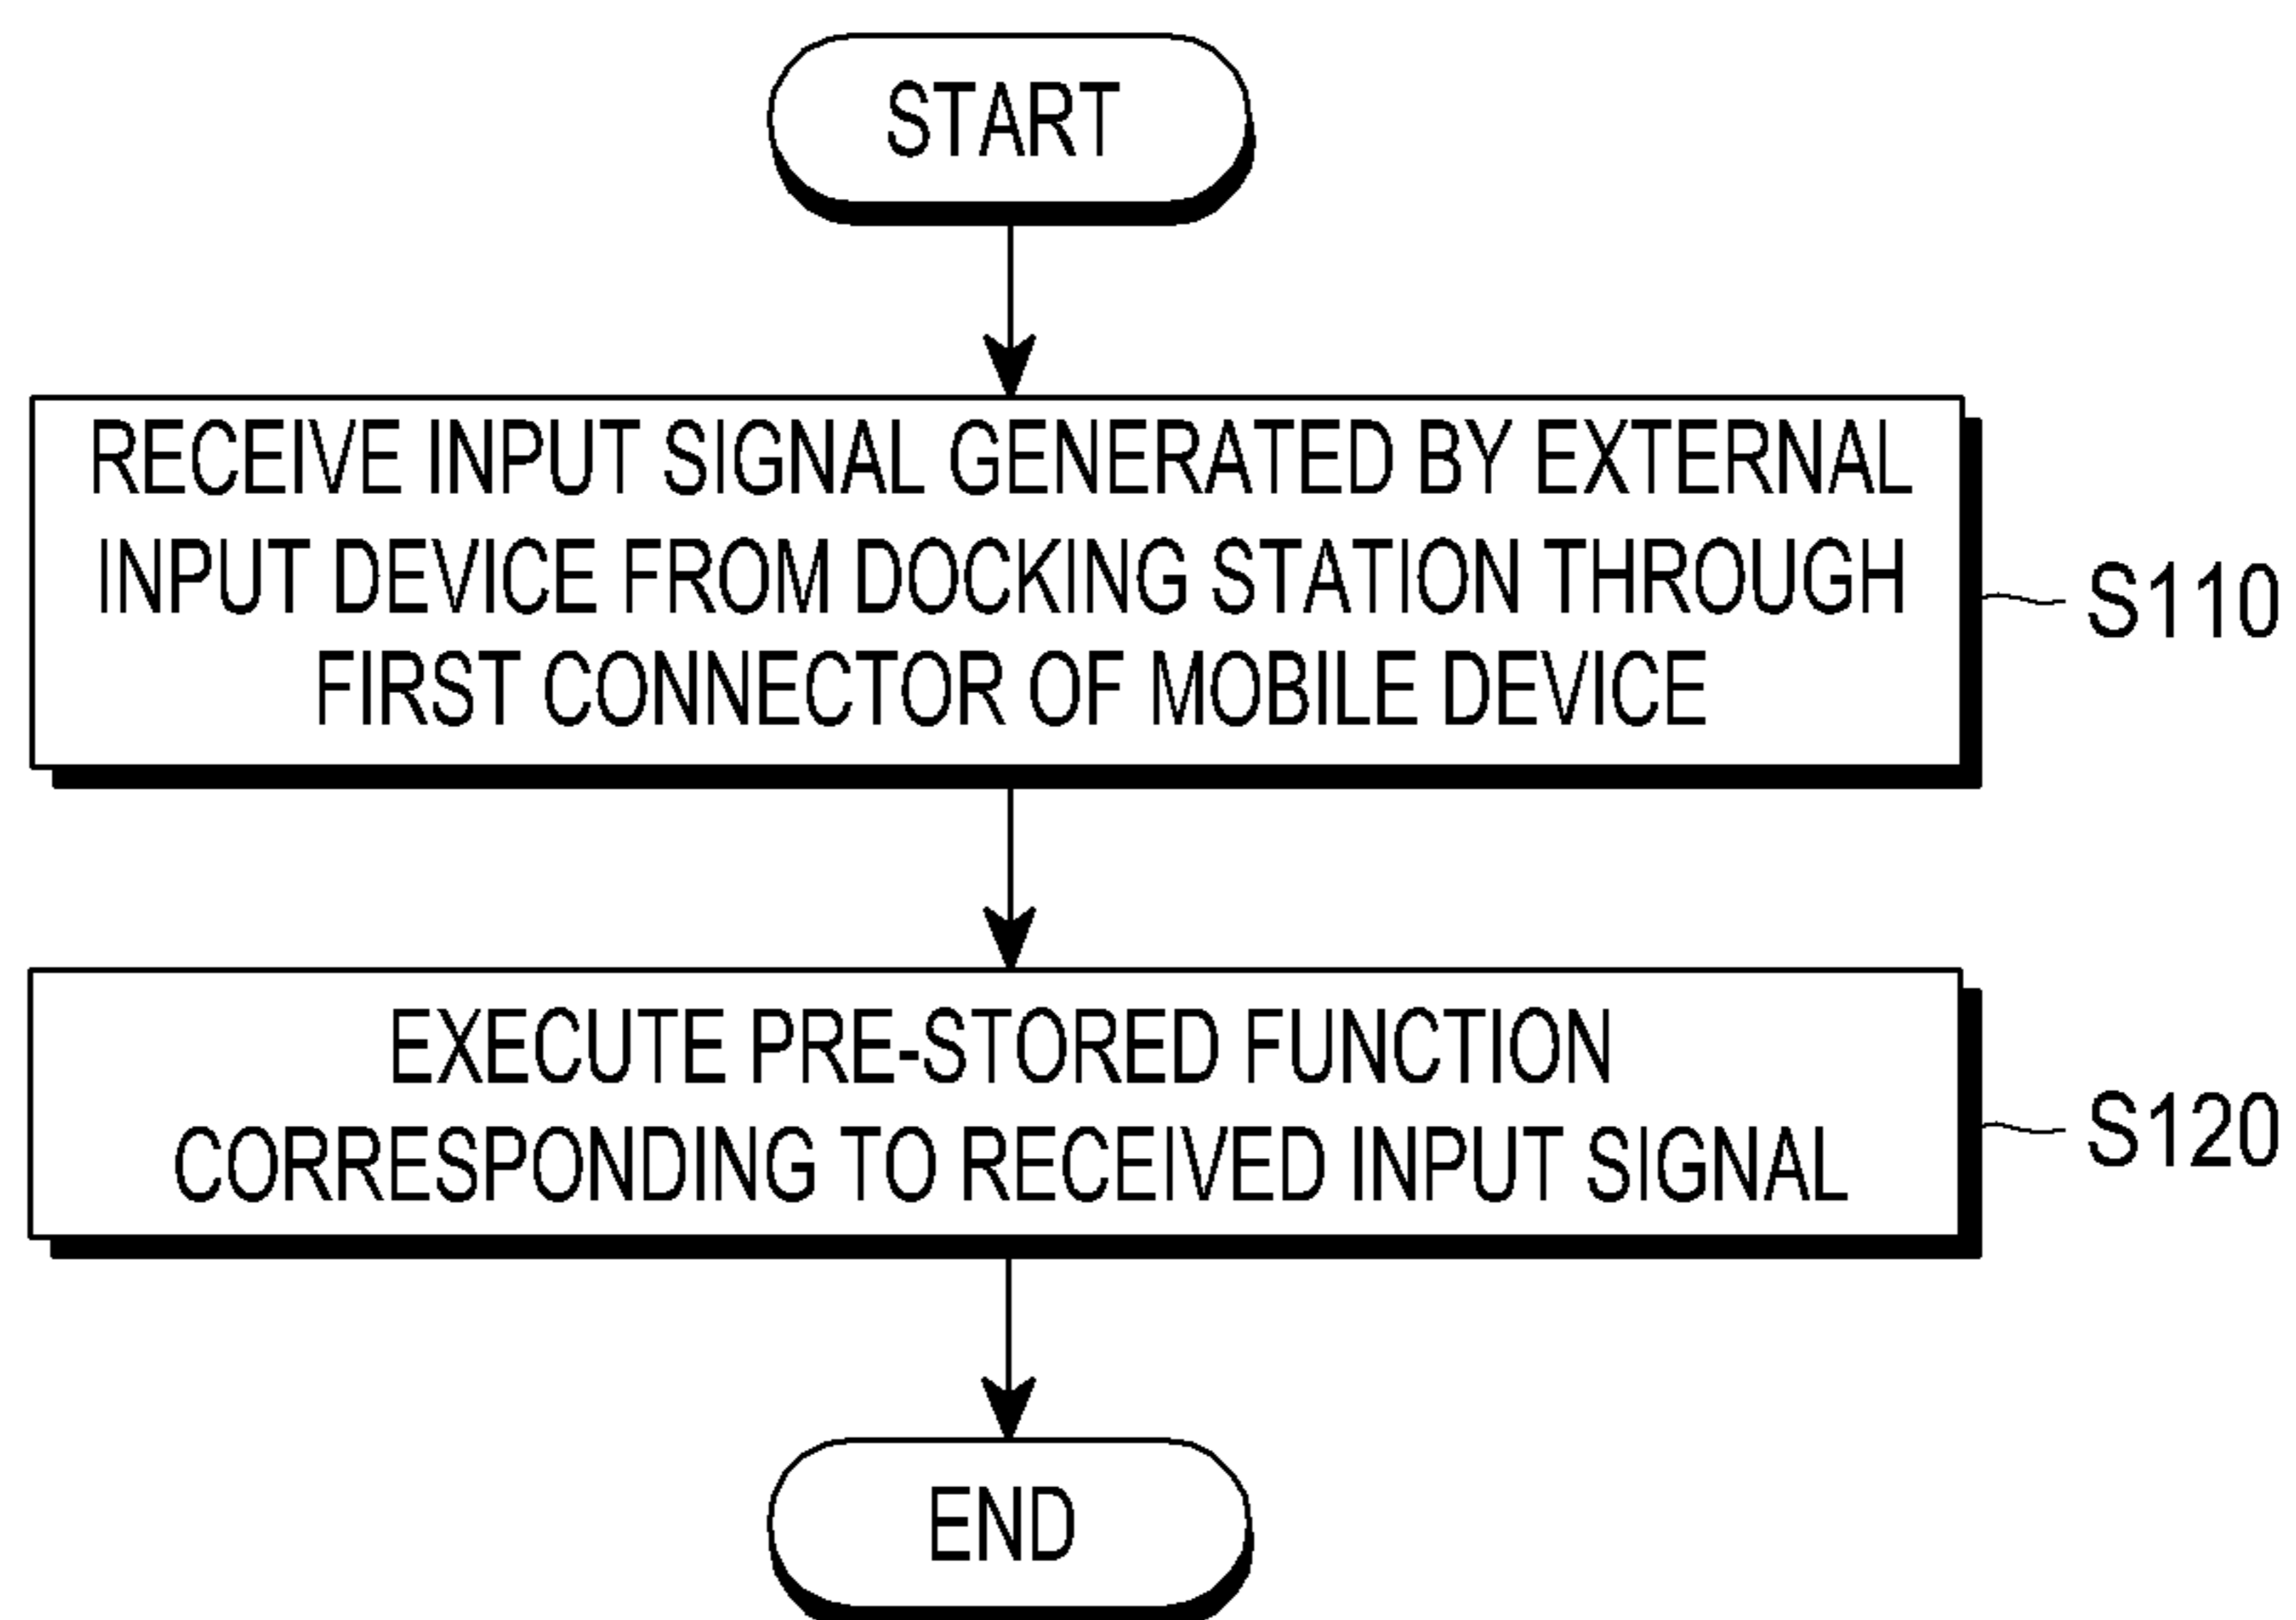 START
RECEIVE INPUT SIGNAL GENERATED BY EXTERNAL
INPUT DEVICE FROM DOCKING STATION THROUGH
FIRST CONNECTOR OF MOBILE DEVICE
S110
EXECUTE PRE-STORED FUNCTION
CORRESPONDING TO RECEIVED INPUT SIGNAL
S120
END